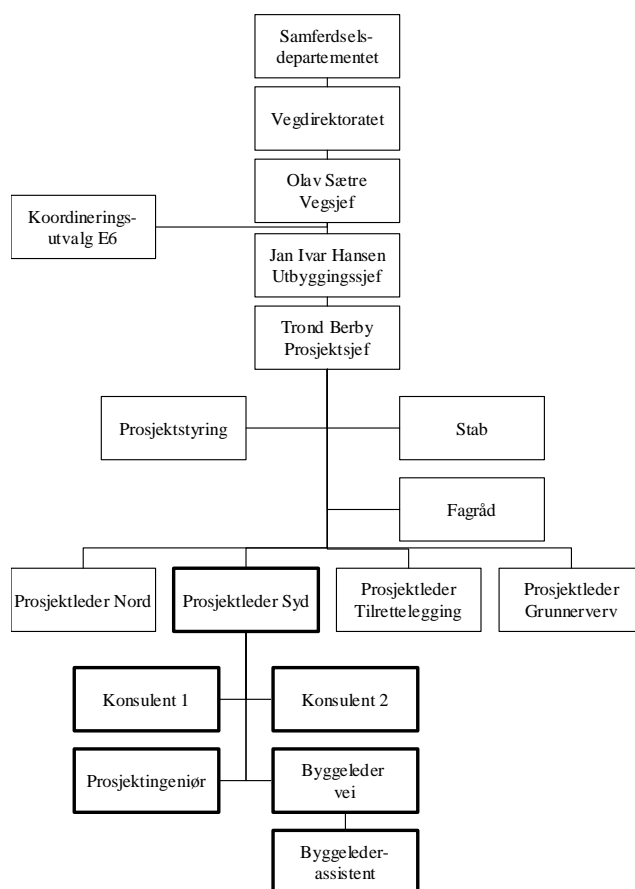 Samferdsels-
departementet
Vegdirektoratet
Olav Sætre
Vegsjef
Koordinerings-
utvalg E6
Jan Ivar Hansen
Utbyggingssjef
Trond Berby
Prosjektsjef
Prosjektstyring
Stab
Fagråd
Prosjektleder Nord
Prosjektleder Syd
Prosjektleder
Tilrettelegging
Prosjektleder
Grunnerverv
Konsulent 1
Konsulent 2
Prosjektingeniør
Byggeleder
vei
Byggeleder-
assistent